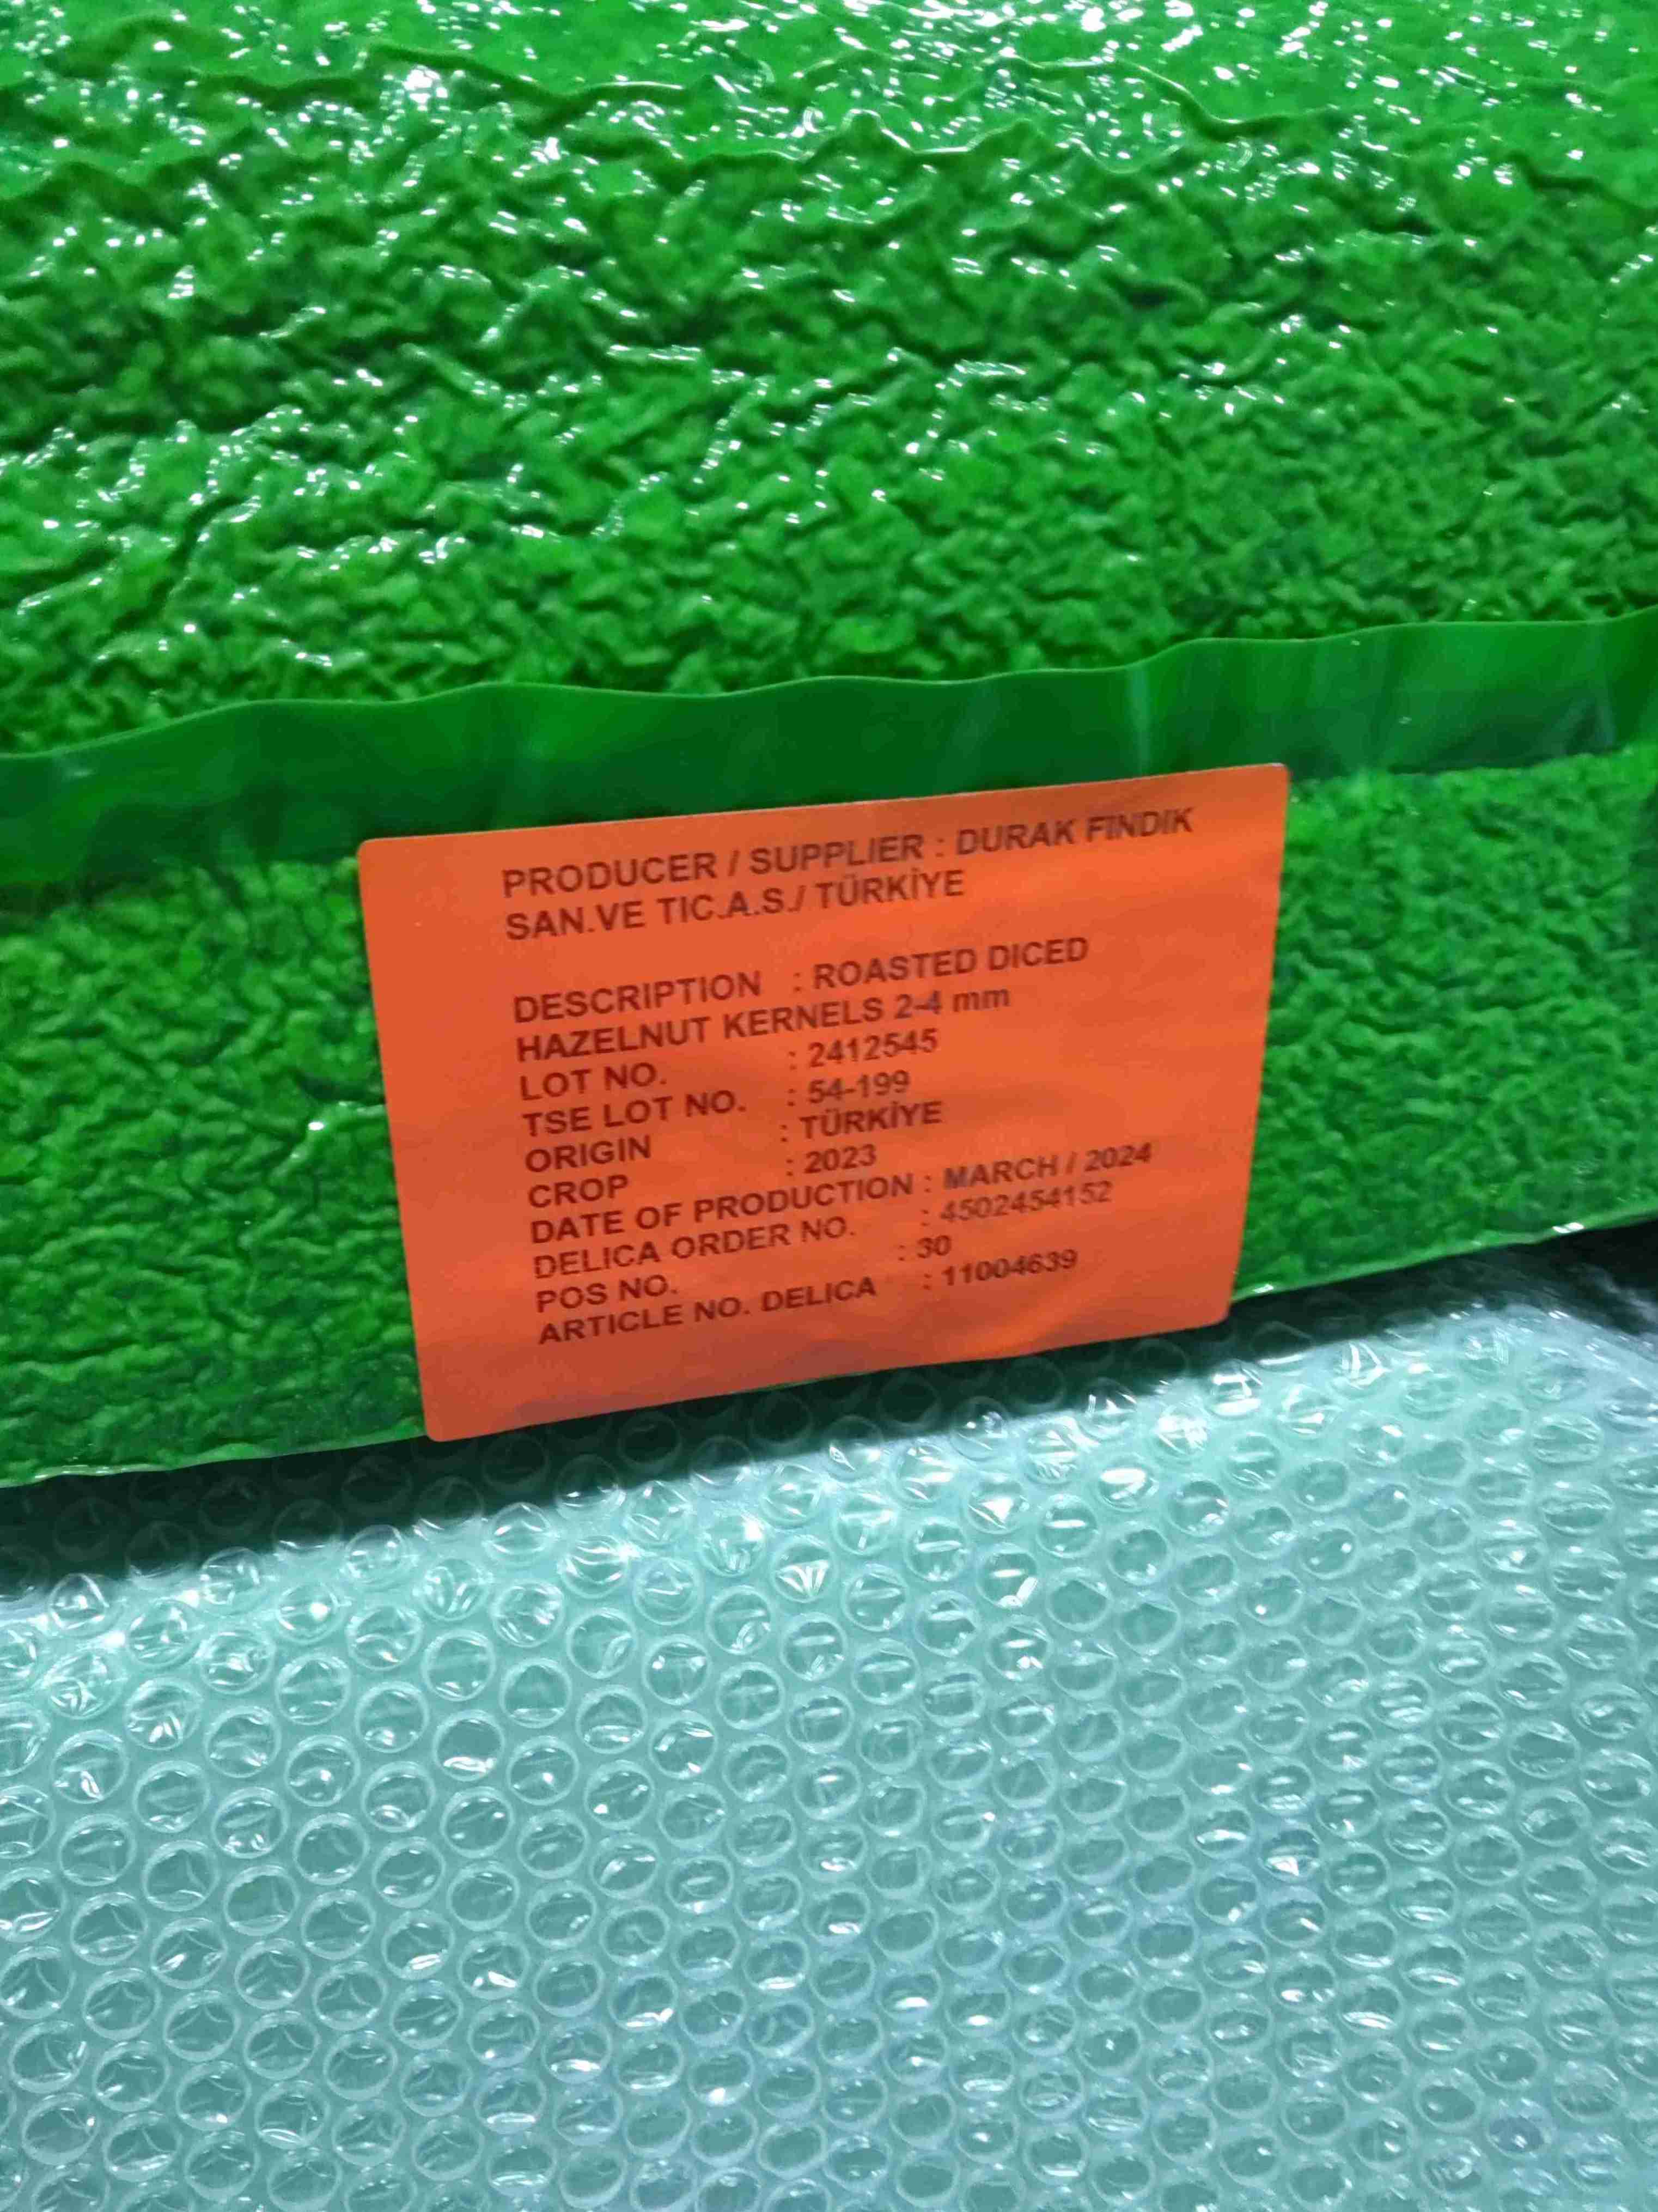 PRODUCER / SUPPLIER : DURAK FINDIK
SAN.VE TIC.A.S./ TÜRKİYE
DESCRIPTION : ROASTED DICED
HAZELNUT KERNELS 2-4 mm
LOT NO. : 2412545
TSE LOT NO. : 54-199
ORIGIN : TÜRKİYE
CROP : 2023
DATE OF PRODUCTION : MARCH / 2024
DELICA ORDER NO. : 4502454152
POS NO. : 30
ARTICLE NO. DELICA : 11004639